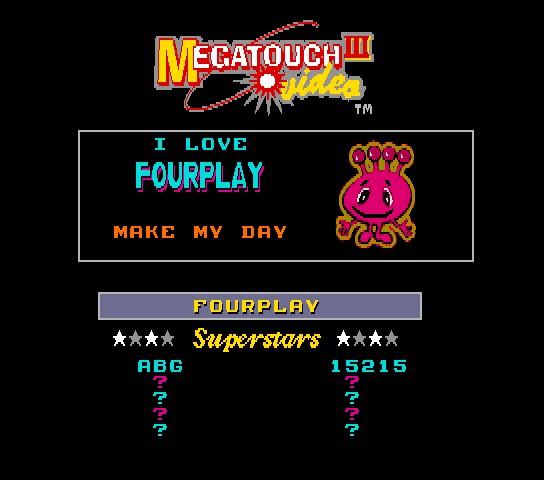 MEGATOUCH III
video
TM
I LOVE
FOURPLAY
MAKE MY DAY
FOURPLAY
Superstars
ABG 15215
? ?
? ?
? ?
? ?